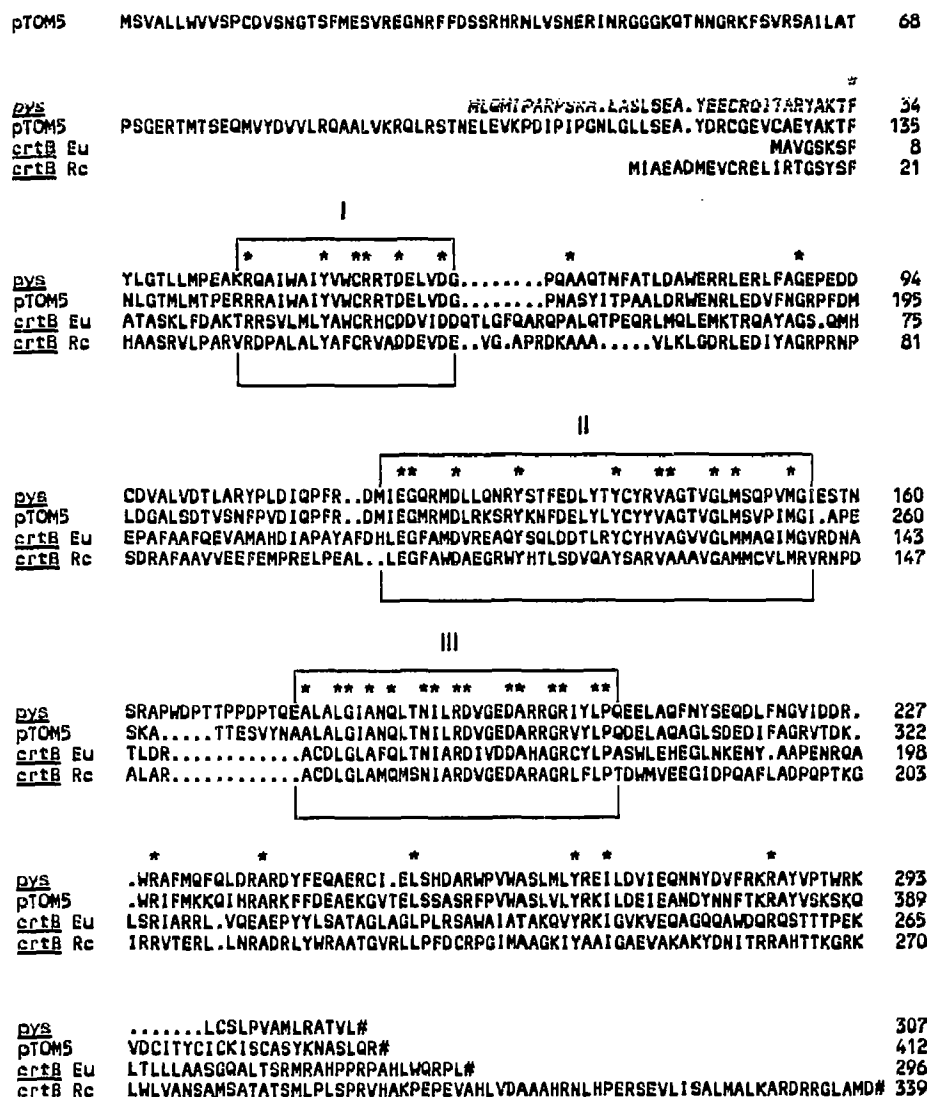 pTOM5 MSVALLWVVSPCDVSNGTSFMESVREGNRFFDSSRHRNLVSNERINRGGGKQTNNGRKFSVRSAILAT 68
*
pys MLQMIPARPSRA.LASLSEA.YEECRQITARYAKTF 34
pTOM5 PSGERTMTSEQMVYDVVLRQAALVKRQLRSTNELEVKPDIPIPGNLGLLSEA.YDRCGEVCAEYAKTF 135
crtB Eu MAVGSKSF 8
crtB Rc MIAEADMEVCRELIRTGSYSF 21
I
* * ** * * * *
pys YLGTLLMPEAKRQAIWAIYVWCRRTDELVDG........PQAAQTNFATLDAWERRLERLFAGEPEDD 94
pTOM5 NLGTMLMTPERRRAIWAIYVWCRRTDELVDG........PNASYITPAALDRWENRLEDVFNGRPFDM 195
crtB Eu ATASKLFDAKTRRSVLMLYAWCRHCDDVIDDQTLGFQARQPALQTPEQRLMQLEMKTRQAYAGS.QMH 75
crtB Rc HAASRVLPARVRDPALALYAFCRVADDEVDE..VG.APRDKAAA.....VLKLGDRLEDIYAGRPRNP 81
II
** * * * ** * * *
pys CDVALVDTLARYPLDIQPFR..DMIEGQRMDLLQNRYSTFEDLYTYCYRVAGTVGLMSQPVMGIESTN 160
pTOM5 LDGALSDTVSNFPVDIQPFR..DMIEGMRMDLRKSRYKNFDELYLYCYYVAGTVGLMSVPIMGI.APE 260
crtB Eu EPAFAAFQEVAMAHDIAPAYAFDHLEGFAMDVREAQYSQLDDTLRYCYHVAGVVGLMMAQIMGVRDNA 143
crtB Rc SDRAFAAVVEEFEMPRELPEAL..LEGFAWDAEGRWYHTLSDVQAYSARVAAAVGAMMCVLMRVRNPD 147
III
* ** * * ** ** ** ** **
pys SRAPWDPTTPPDPTQEALALGIANQLTNILRDVGEDARRGRIYLPQEELAQFNYSEQDLFNGVIDDR. 227
pTOM5 SKA.....TTESVYNAALALGIANQLTNILRDVGEDARRGRVYLPQDELAQAGLSDEDIFAGRVTDK. 322
crtB Eu TLDR...........ACDLGLAFQLTNIARDIVDDAHAGRCYLPASWLEHEGLNKENY.AAPENRQA 198
crtB Rc ALAR...........ACDLGLAMQMSNIARDVGEDARAGRLFLPTDWMVEEGIDPQAFLADPQPTKG 203
* * * * * *
pys .WRAFMQFQLDRARDYFEQAERCI.ELSHDARWPVWASLMLYREILDVIEQNNYDVFRKRAYVPTWRK 293
pTOM5 .WRIFMKKQIHRARKFFDEAEKGVTELSSASRFPVWASLVLYRKILDEIEANDYNNFTKRAYVSKSKQ 389
crtB Eu LSRIARRL.VQEAEPYYLSATAGLAGLPLRSAWAIATAKQVYRKIGVKVEQAGQQAWDQRQSTTTPEK 265
crtB Rc IRRVTERL.LNRADRLYWRAATGVRLLPFDCRPGIMAAGKIYAAIGAEVAKAKYDNITRRAHTTKGRK 270
pys .......LCSLPVAMLRATVL# 307
pTOM5 VDCITYCICKISCASYKNASLQR# 412
crtB Eu LTLLLAASGQALTSRMRAHPPRPAHLWQRPL# 296
crtB Rc LWLVANSAMSATATSMLPLSPRVHAKPEPEVAHLVDAAAHRNLHPERSEVLISALMALKARDRRGLAMD# 339